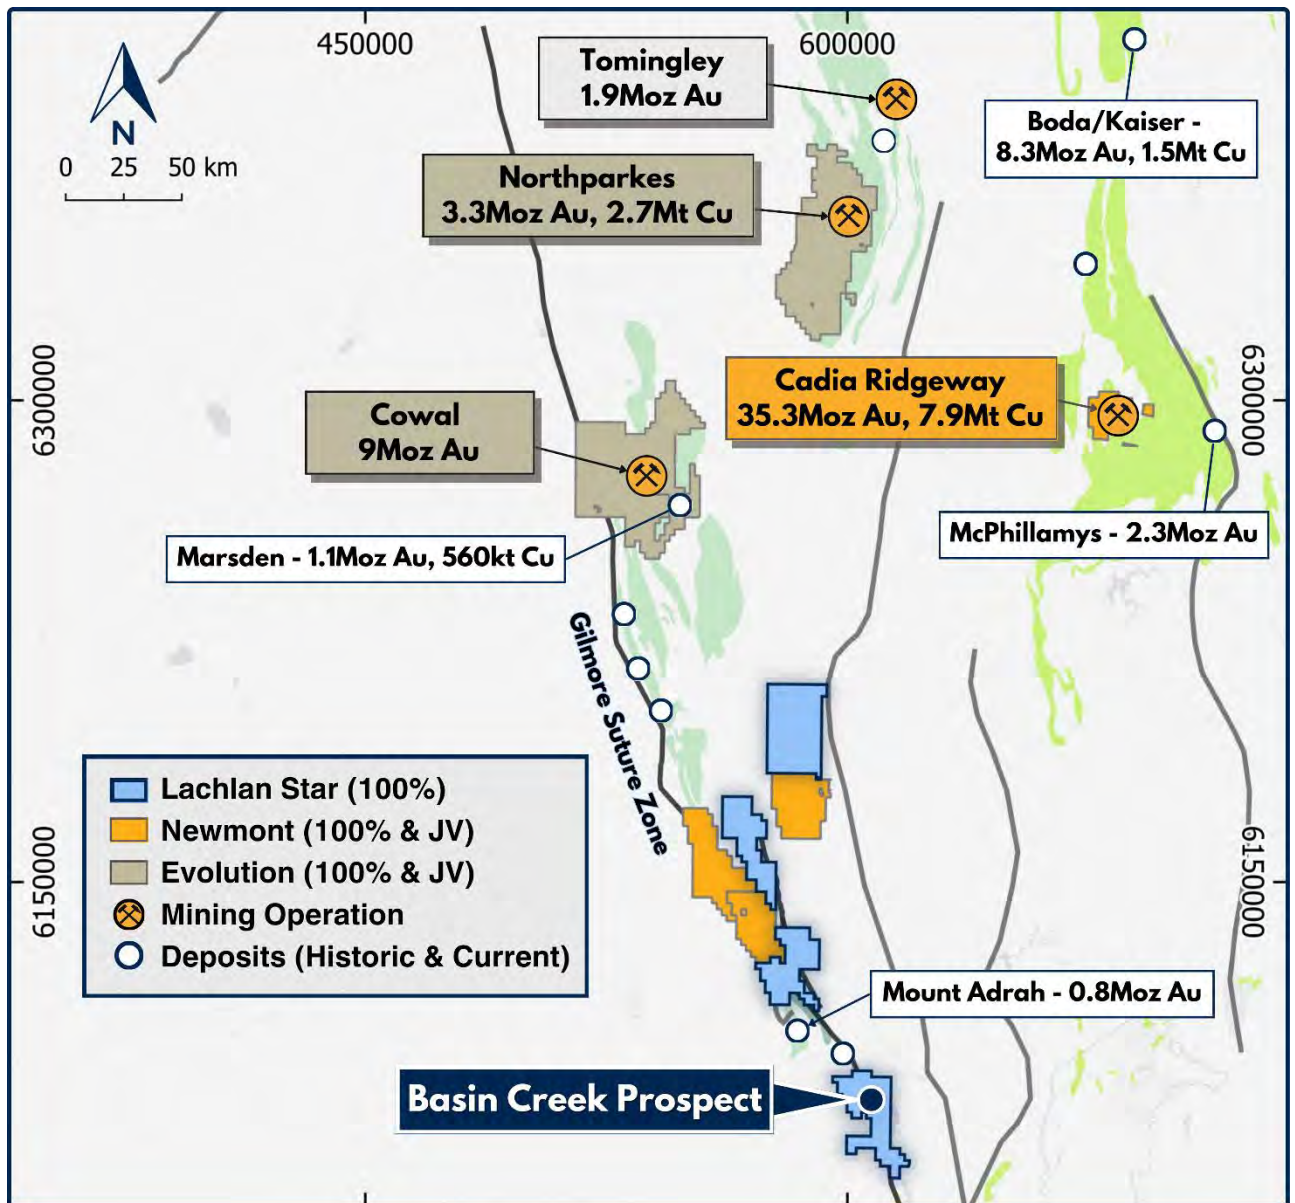 450000
600000
N
0 25 50 km
Tomingley
1.9Moz Au
Boda/Kaiser -
8.3Moz Au, 1.5Mt Cu
Northparkes
3.3Moz Au, 2.7Mt Cu
6300000
6300000
Cadia Ridgeway
35.3Moz Au, 7.9Mt Cu
Cowal
9Moz Au
McPhillamys - 2.3Moz Au
Marsden - 1.1Moz Au, 560kt Cu
Gilmore Suture Zone
Lachlan Star (100%)
Newmont (100% & JV)
Evolution (100% & JV)
Mining Operation
Deposits (Historic & Current)
6150000
6150000
Mount Adrah - 0.8Moz Au
Basin Creek Prospect